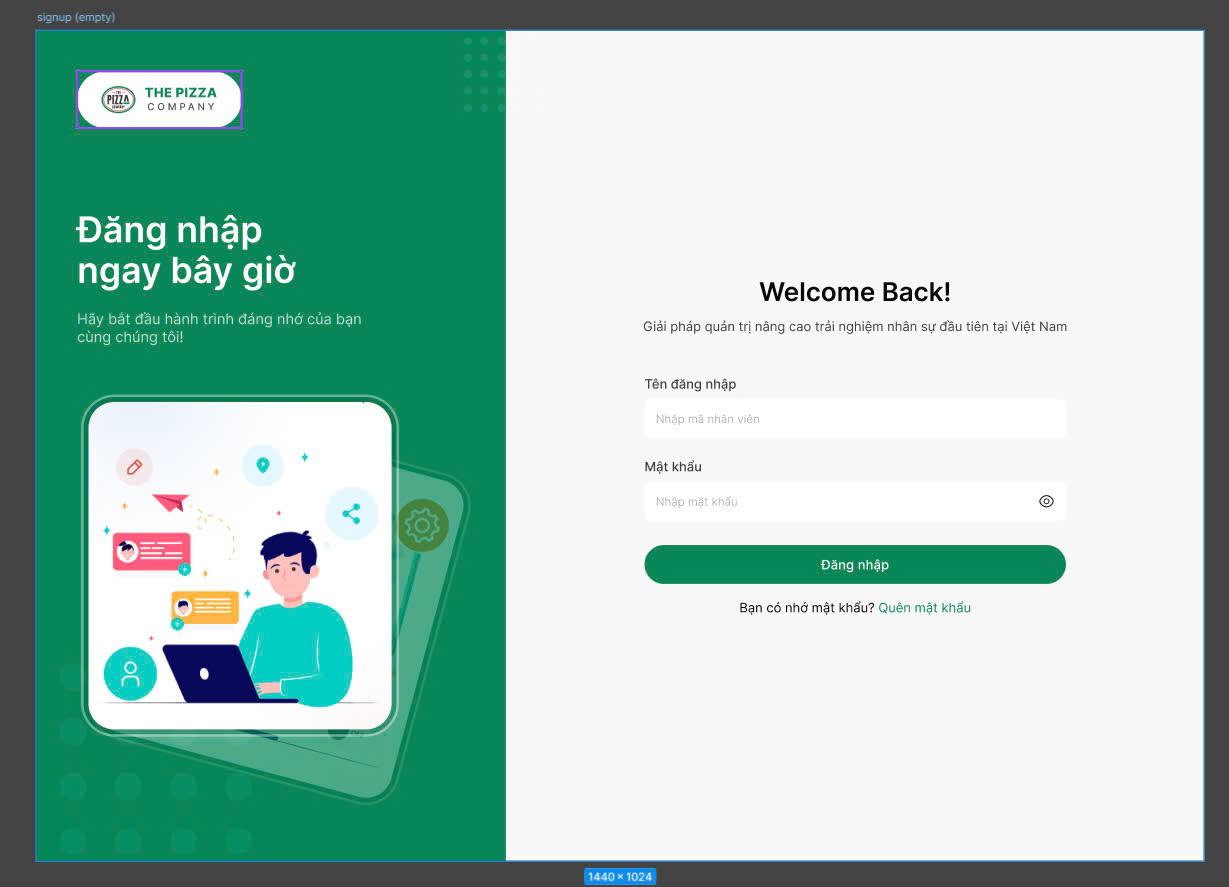 signup (empty)
THE
PIZZA
COMPANY
THE PIZZA
COMPANY
Đăng nhập
ngay bây giờ
Hãy bắt đầu hành trình đáng nhớ của bạn
cùng chúng tôi!
Welcome Back!
Giải pháp quản trị nâng cao trải nghiệm nhân sự đầu tiên tại Việt Nam
Tên đăng nhập
Nhập mã nhân viên
Mật khẩu
Nhập mật khẩu
Đăng nhập
Bạn có nhớ mật khẩu? Quên mật khẩu
1440 × 1024